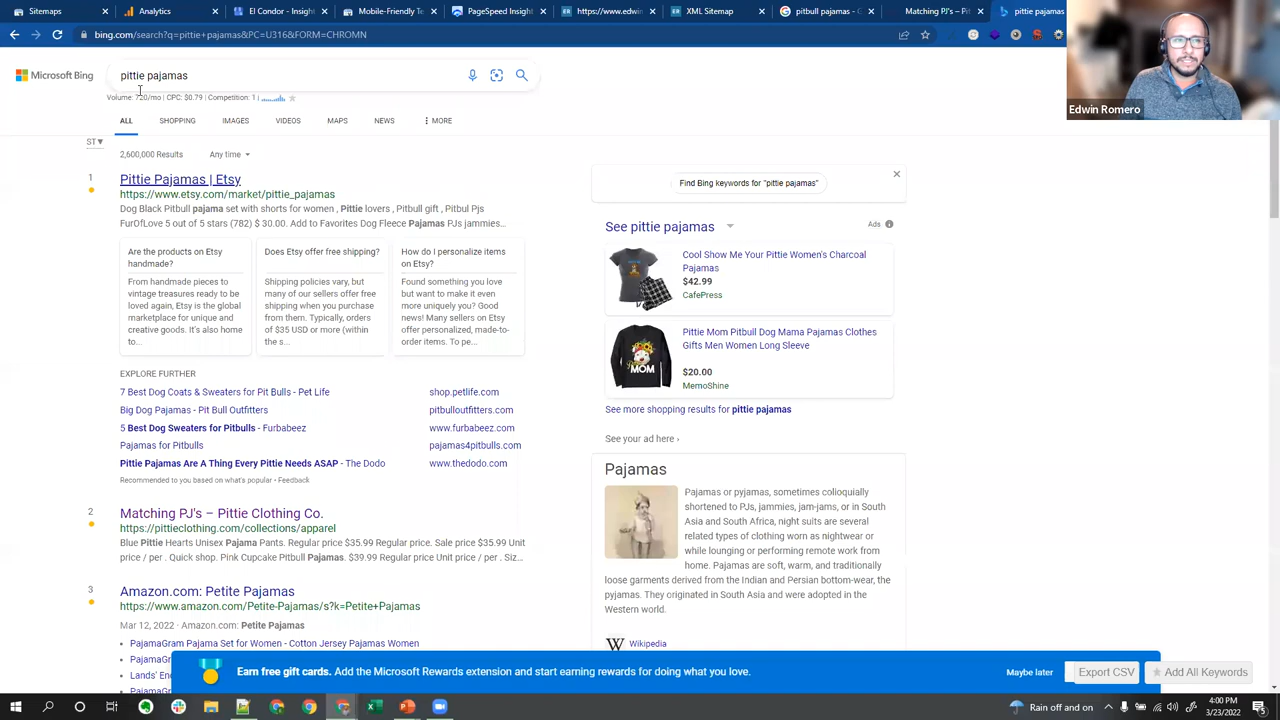 Mobile-Friendly Te
PageSpeed Insight
XML Sitemap
pitbull pajamas - G
Matching PJ's – Pit
pittie pajamas
bing.com/search?q=pittie+pajamas&PC=U316&FORM=CHROMN
Edwin Romero
Microsoft Bing
pittie pajamas
Volume: 720/mo | CPC: $0.79 | Competition: 1 |
ALL SHOPPING IMAGES VIDEOS MAPS NEWS MORE
ST▼
2,600,000 Results Any time
1
Pittie Pajamas | Etsy
https://www.etsy.com/market/pittie_pajamas
Dog Black Pitbull pajama set with shorts for women , Pittie lovers , Pitbull gift , Pitbul Pjs
FurOfLove 5 out of 5 stars (782) $ 30.00. Add to Favorites Dog Fleece Pajamas PJs jammies...
Are the products on Etsy
handmade?
From handmade pieces to
vintage treasures ready to be
loved again, Etsy is the global
marketplace for unique and
creative goods. It's also home
to...
Does Etsy offer free shipping?
Shipping policies vary, but
many of our sellers offer free
shipping when you purchase
from them. Typically, orders
of $35 USD or more (within
the s...
How do I personalize items
on Etsy?
Found something you love
but want to make it even
more uniquely you? Good
news! Many sellers on Etsy
offer personalized, made-to-
order items. To pe...
EXPLORE FURTHER
7 Best Dog Coats & Sweaters for Pit Bulls - Pet Life shop.petlife.com
Big Dog Pajamas - Pit Bull Outfitters pitbulloutfitters.com
5 Best Dog Sweaters for Pitbulls - Furbabeez www.furbabeez.com
Pajamas for Pitbulls pajamas4pitbulls.com
Pittie Pajamas Are A Thing Every Pittie Needs ASAP - The Dodo www.thedodo.com
Recommended to you based on what's popular • Feedback
2
Matching PJ's – Pittie Clothing Co.
https://pittieclothing.com/collections/apparel
Blue Pittie Hearts Unisex Pajama Pants. Regular price $35.99 Regular price. Sale price $35.99 Unit
price / per . Quick shop. Pink Cupcake Pitbull Pajamas. $39.99 Regular price Unit price / per . Siz...
3
Amazon.com: Petite Pajamas
https://www.amazon.com/Petite-Pajamas/s?k=Petite+Pajamas
Mar 12, 2022 · Amazon.com: Petite Pajamas
PajamaGram Pajama Set for Women - Cotton Jersey Pajamas Women
PajamaG
Lands' En
PajamaG
Find Bing keywords for "pittie pajamas"
See pittie pajamas
Ads
Cool Show Me Your Pittie Women's Charcoal
Pajamas
$42.99
CafePress
MOM
Pittie Mom Pitbull Dog Mama Pajamas Clothes
Gifts Men Women Long Sleeve
$20.00
MemoShine
See more shopping results for pittie pajamas
See your ad here ›
Pajamas
Pajamas or pyjamas, sometimes colloquially
shortened to PJs, jammies, jam-jams, or in South
Asia and South Africa, night suits are several
related types of clothing worn as nightwear or
while lounging or performing remote work from
home. Pajamas are soft, warm, and traditionally
loose garments derived from the Indian and Persian bottom-wear, the
pyjamas. They originated in South Asia and were adopted in the
Western world.
W Wikipedia
Earn free gift cards. Add the Microsoft Rewards extension and start earning rewards for doing what you love.
Maybe later
Export CSV
Add All Keywords
Rain off and on
4:00 PM
3/23/2022